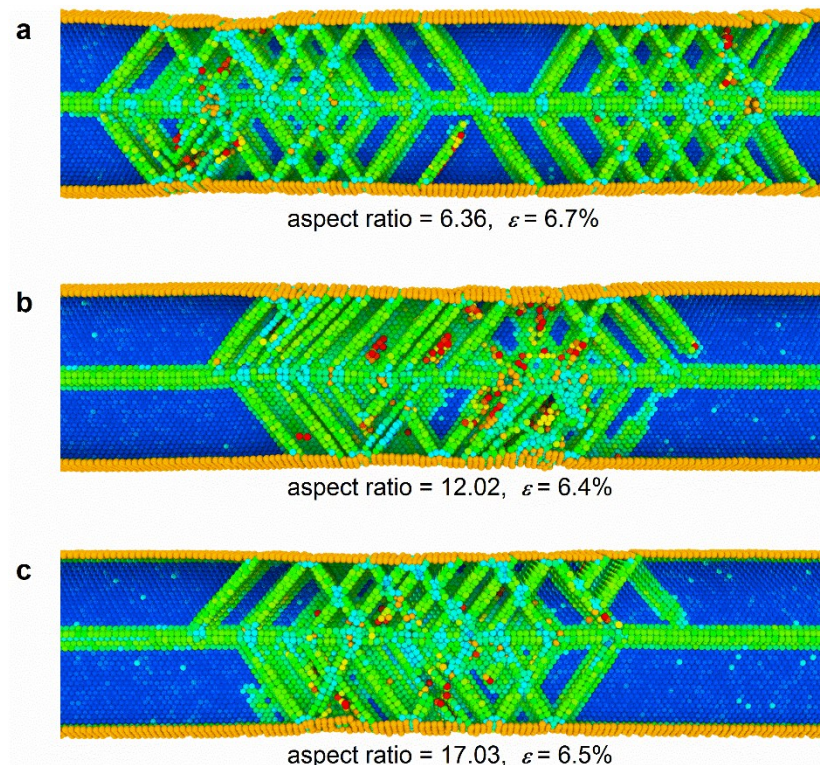 a
aspect ratio = 6.36, ε = 6.7%
b
aspect ratio = 12.02, ε = 6.4%
c
aspect ratio = 17.03, ε = 6.5%